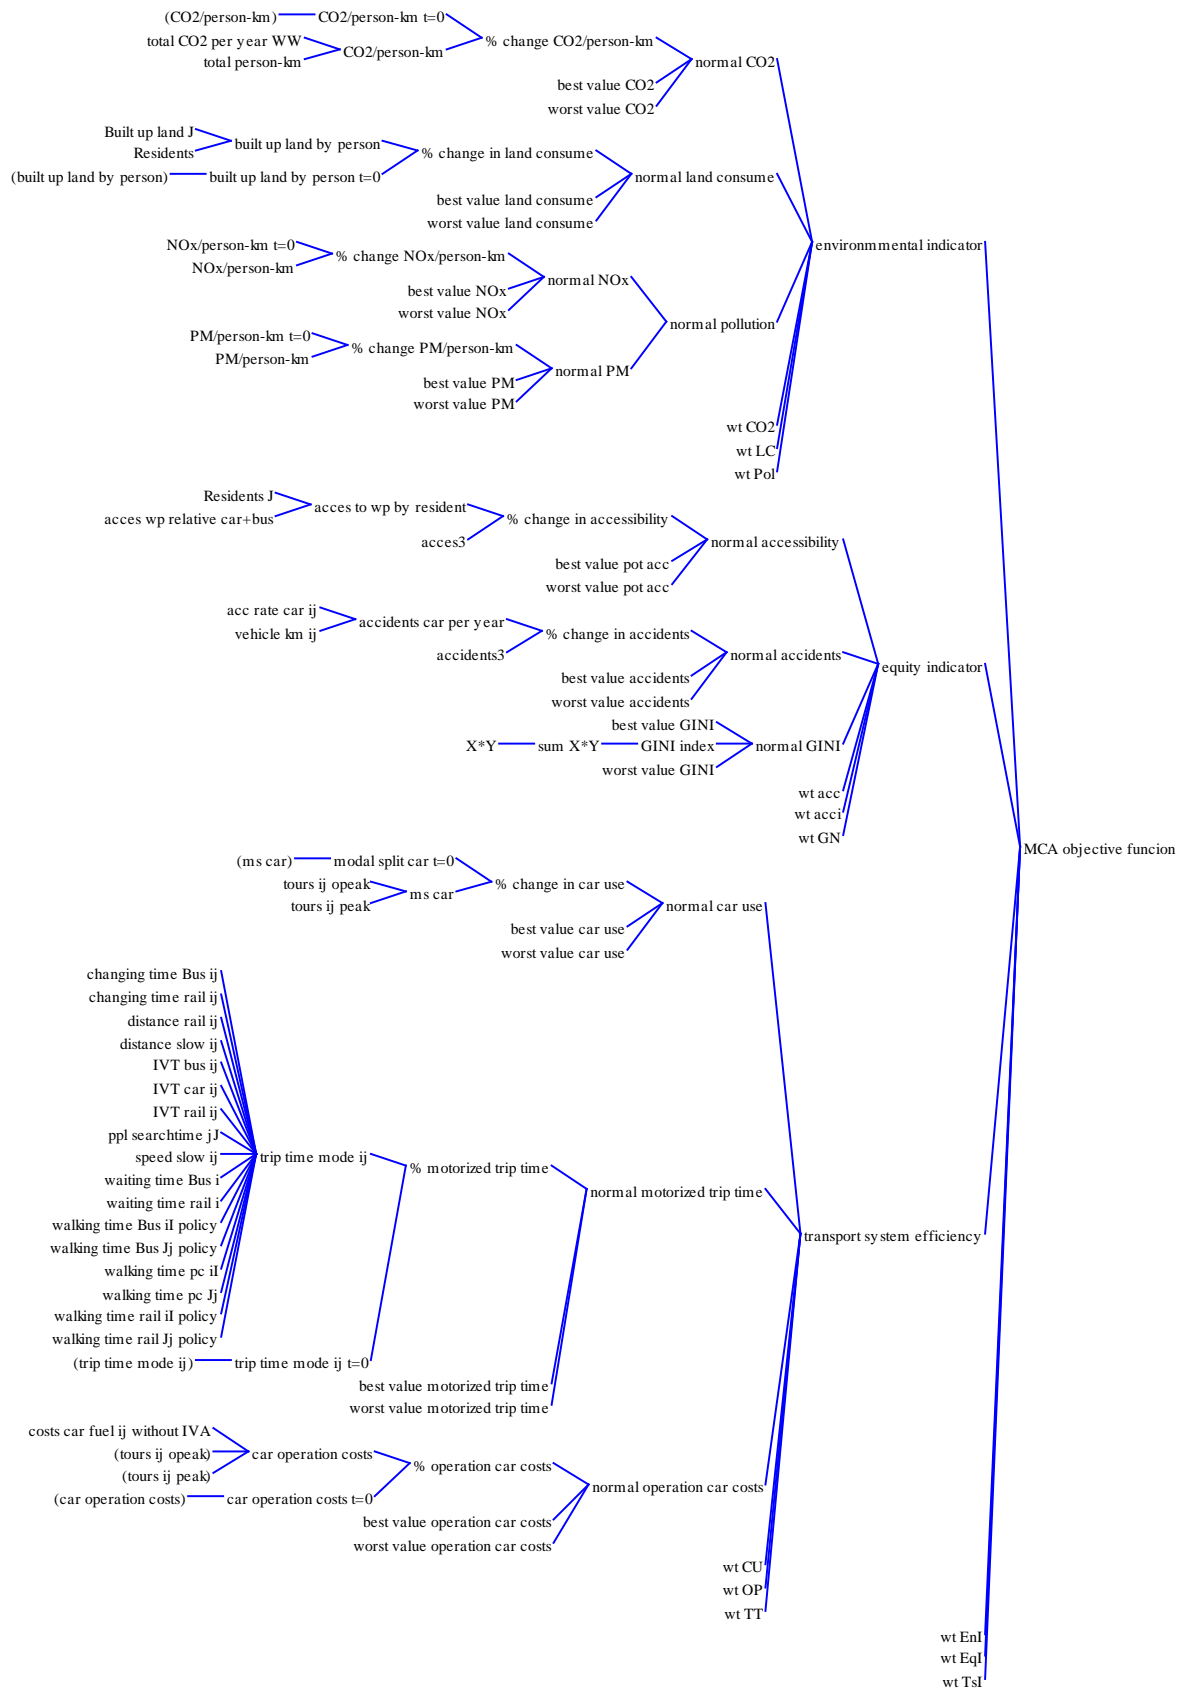 (CO2/person-km)
CO2/person-km t=0
total CO2 per year WW
total person-km
CO2/person-km
% change CO2/person-km
best value CO2
worst value CO2
normal CO2
Built up land J
Residents
built up land by person
(built up land by person)
built up land by person t=0
% change in land consume
best value land consume
worst value land consume
normal land consume
NOx/person-km t=0
NOx/person-km
% change NOx/person-km
best value NOx
worst value NOx
normal NOx
PM/person-km t=0
PM/person-km
% change PM/person-km
best value PM
worst value PM
normal PM
normal pollution
wt CO2
wt LC
wt Pol
environmmental indicator
Residents J
acces wp relative car+bus
acces to wp by resident
acces3
% change in accessibility
best value pot acc
worst value pot acc
normal accessibility
acc rate car ij
vehicle km ij
accidents car per year
accidents3
% change in accidents
best value accidents
worst value accidents
normal accidents
best value GINI
X*Y
sum X*Y
GINI index
worst value GINI
normal GINI
wt acc
wt acci
wt GN
equity indicator
MCA objective funcion
(ms car)
modal split car t=0
tours ij opeak
tours ij peak
ms car
% change in car use
best value car use
worst value car use
normal car use
changing time Bus ij
changing time rail ij
distance rail ij
distance slow ij
IVT bus ij
IVT car ij
IVT rail ij
ppl searchtime jJ
speed slow ij
waiting time Bus i
waiting time rail i
walking time Bus iI policy
walking time Bus Jj policy
walking time pc iI
walking time pc Jj
walking time rail iI policy
walking time rail Jj policy
trip time mode ij
(trip time mode ij)
trip time mode ij t=0
% motorized trip time
best value motorized trip time
worst value motorized trip time
normal motorized trip time
costs car fuel ij without IVA
(tours ij opeak)
(tours ij peak)
car operation costs
(car operation costs)
car operation costs t=0
% operation car costs
best value operation car costs
worst value operation car costs
normal operation car costs
wt CU
wt OP
wt TT
transport system efficiency
wt EnI
wt EqI
wt TsI